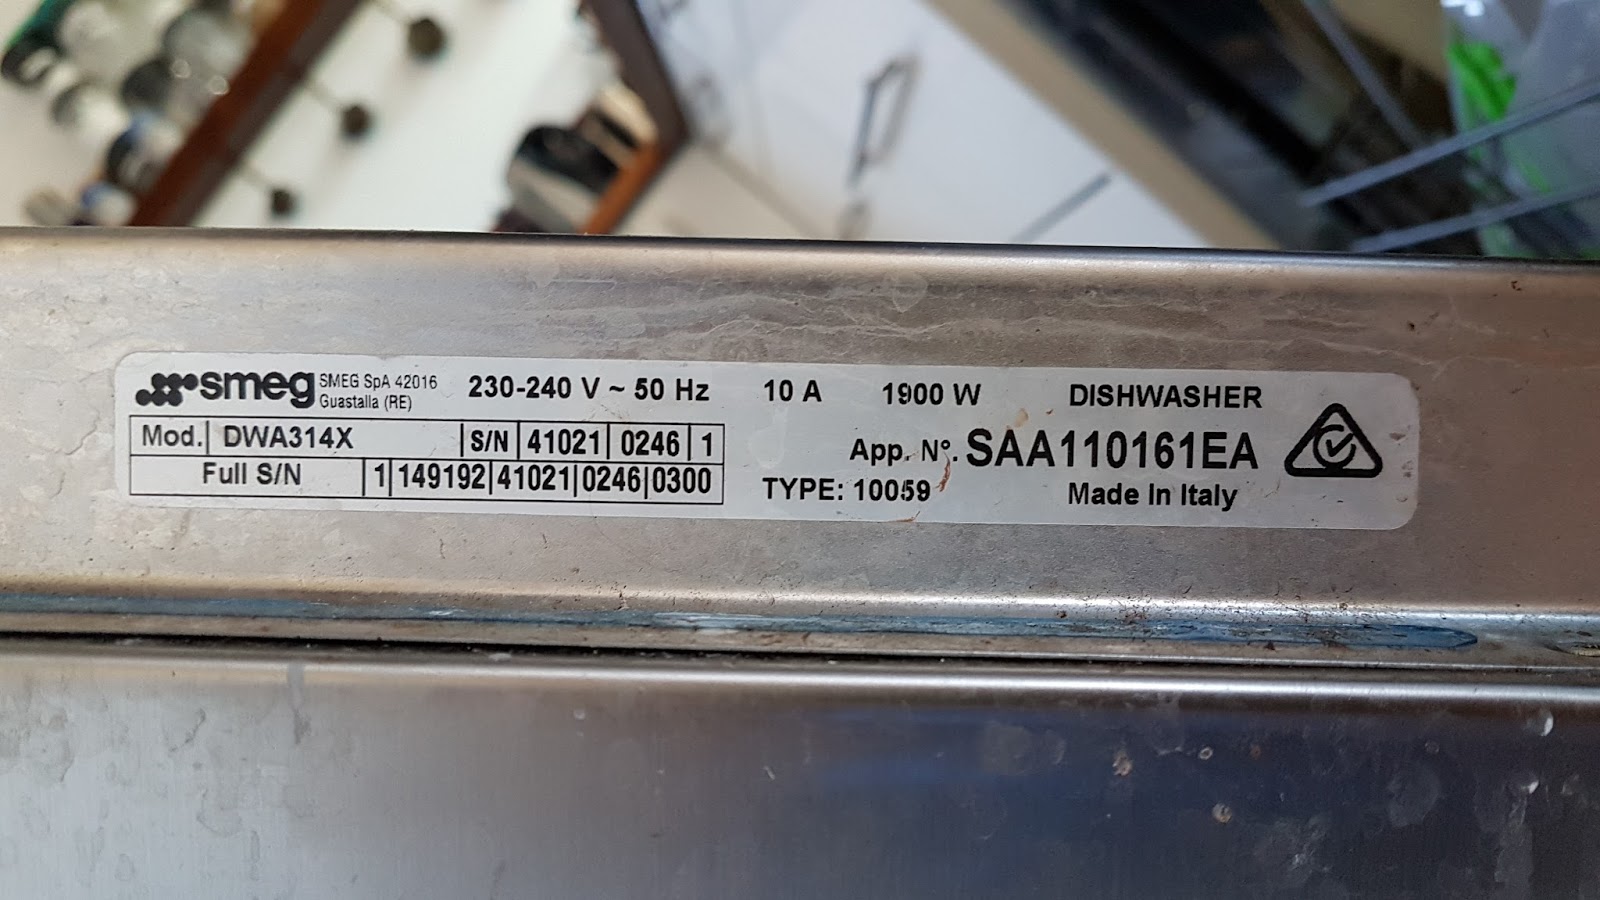 smeg SMEG SpA 42016 Guastalla (RE) 230-240 V ~ 50 Hz 10 A 1900 W DISHWASHER
Mod. DWA314X S/N 41021 0246 1
Full S/N 1 149192 41021 0246 0300
App. N°. SAA110161EA
TYPE: 10059 Made In Italy